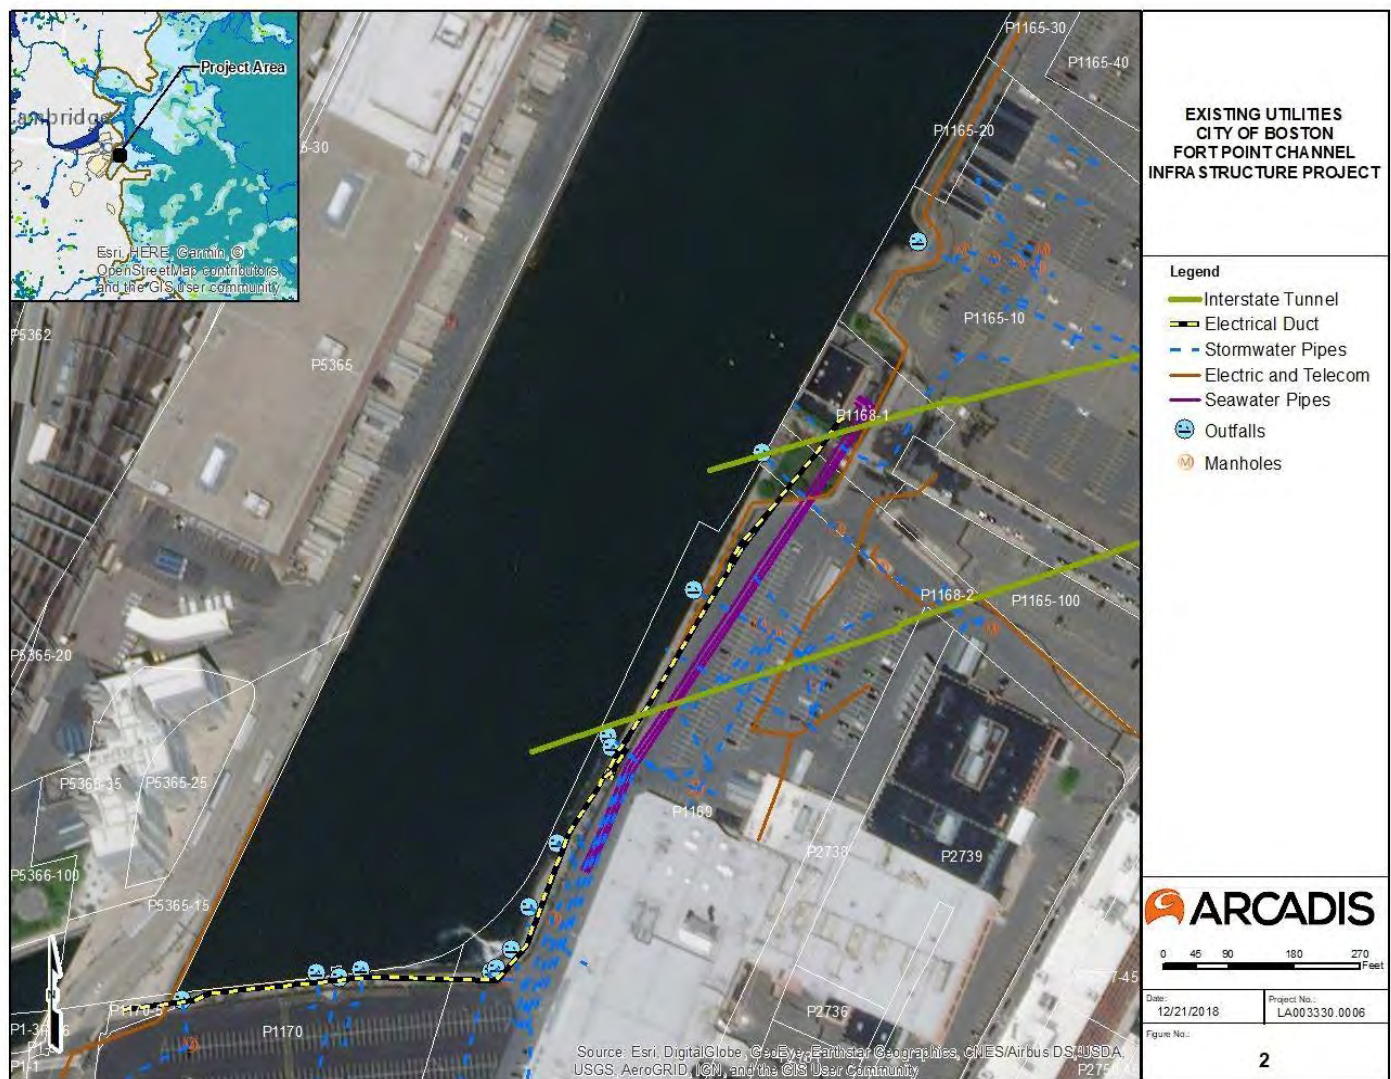 Project Area
Cambridge
Esri, HERE, Garmin, ©
OpenStreetMap contributors,
and the GIS user community
P1165-30
P1165-40
P1165-20
P5362
P5365
P1165-10
P1168-1
P1168-2
P1165-100
P5365-20
P5365-35
P5365-25
P1169
P2738
P2739
P5366-100
P5365-15
P1170-5
P1170
P2736
P1-1
N
Source: Esri, DigitalGlobe, GeoEye, Earthstar Geographics, CNES/Airbus DS, USDA,
USGS, AeroGRID, IGN, and the GIS User Community
EXISTING UTILITIES
CITY OF BOSTON
FORT POINT CHANNEL
INFRASTRUCTURE PROJECT
Legend
Interstate Tunnel
Electrical Duct
Stormwater Pipes
Electric and Telecom
Seawater Pipes
Outfalls
M Manholes
ARCADIS
0 45 90 180 270
Feet
Date:
12/21/2018
Project No.:
LA003330.0006
Figure No.:
2